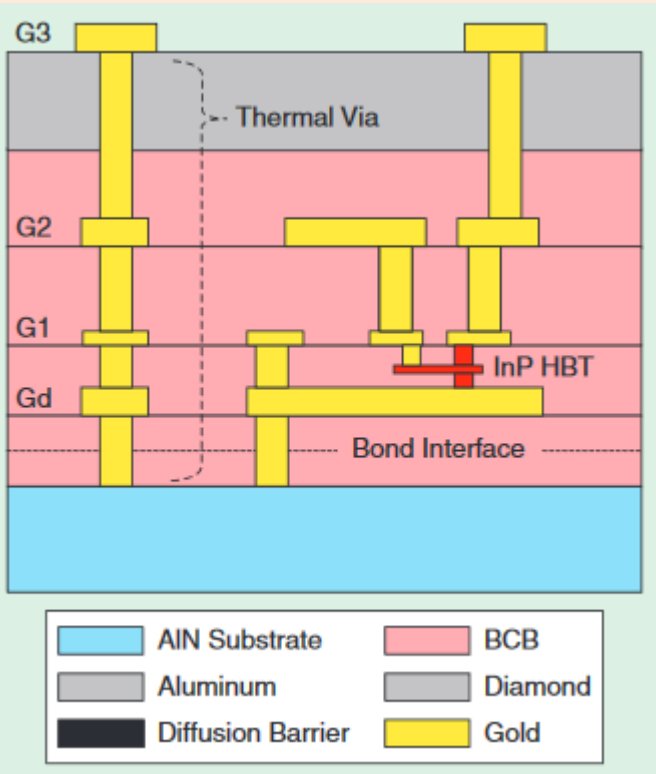 G3
Thermal Via
G2
G1
InP HBT
Gd
Bond Interface
AlN Substrate
BCB
Aluminum
Diamond
Diffusion Barrier
Gold